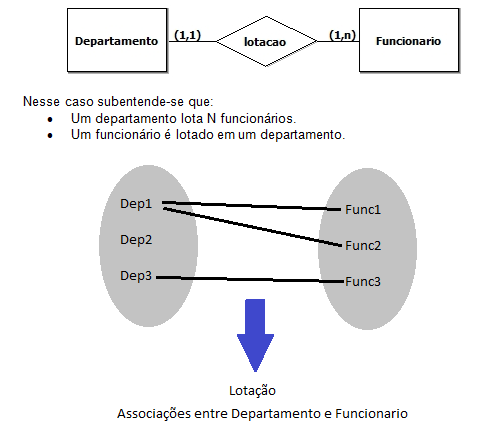 Departamento (1,1) lotacao (1,n) Funcionario
Nesse caso subentende-se que:
• Um departamento lota N funcionários.
• Um funcionário é lotado em um departamento.
Dep1 Func1
Dep2 Func2
Dep3 Func3
Lotação
Associações entre Departamento e Funcionario